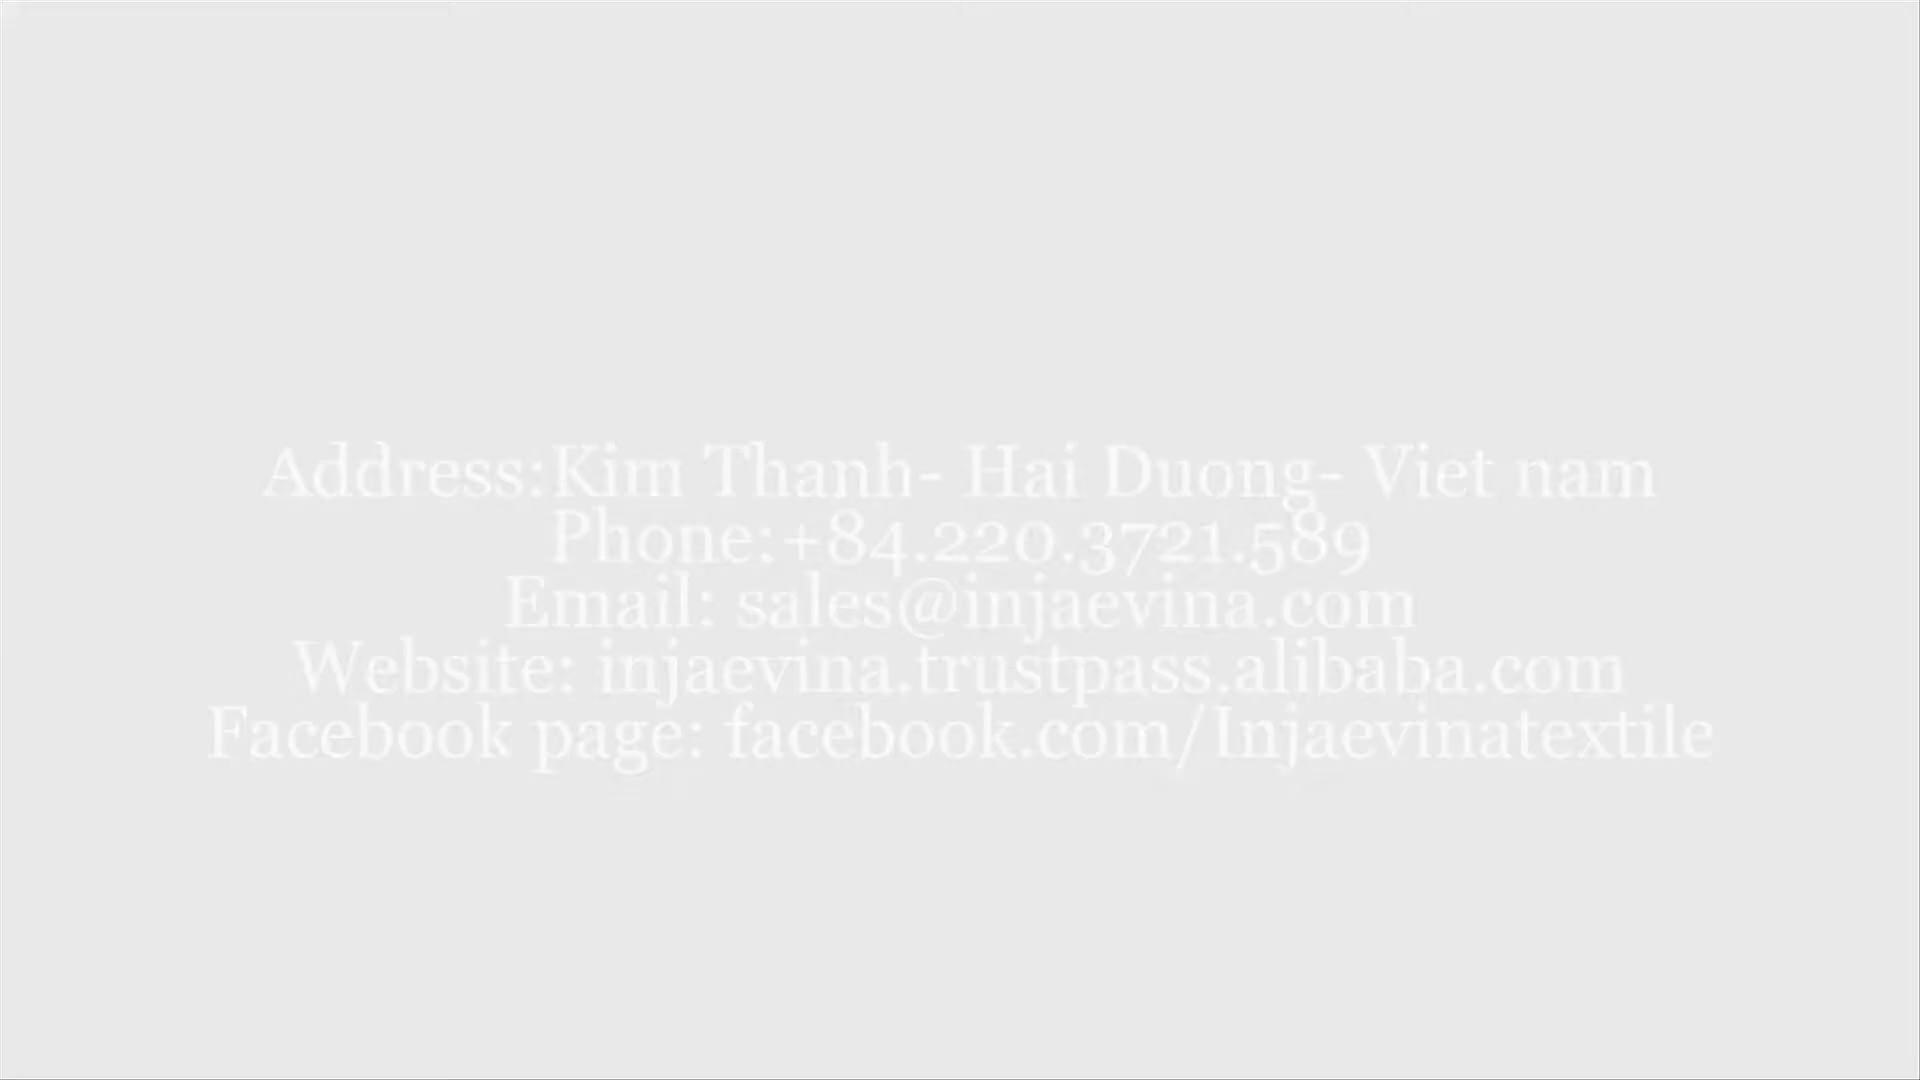 Address:Kim Thanh- Hai Duong- Viet nam
Phone:+84.220.3721.589
Email: sales@injaevina.com
Website: injaevina.trustpass.alibaba.com
Facebook page: facebook.com/Injaevinatextile